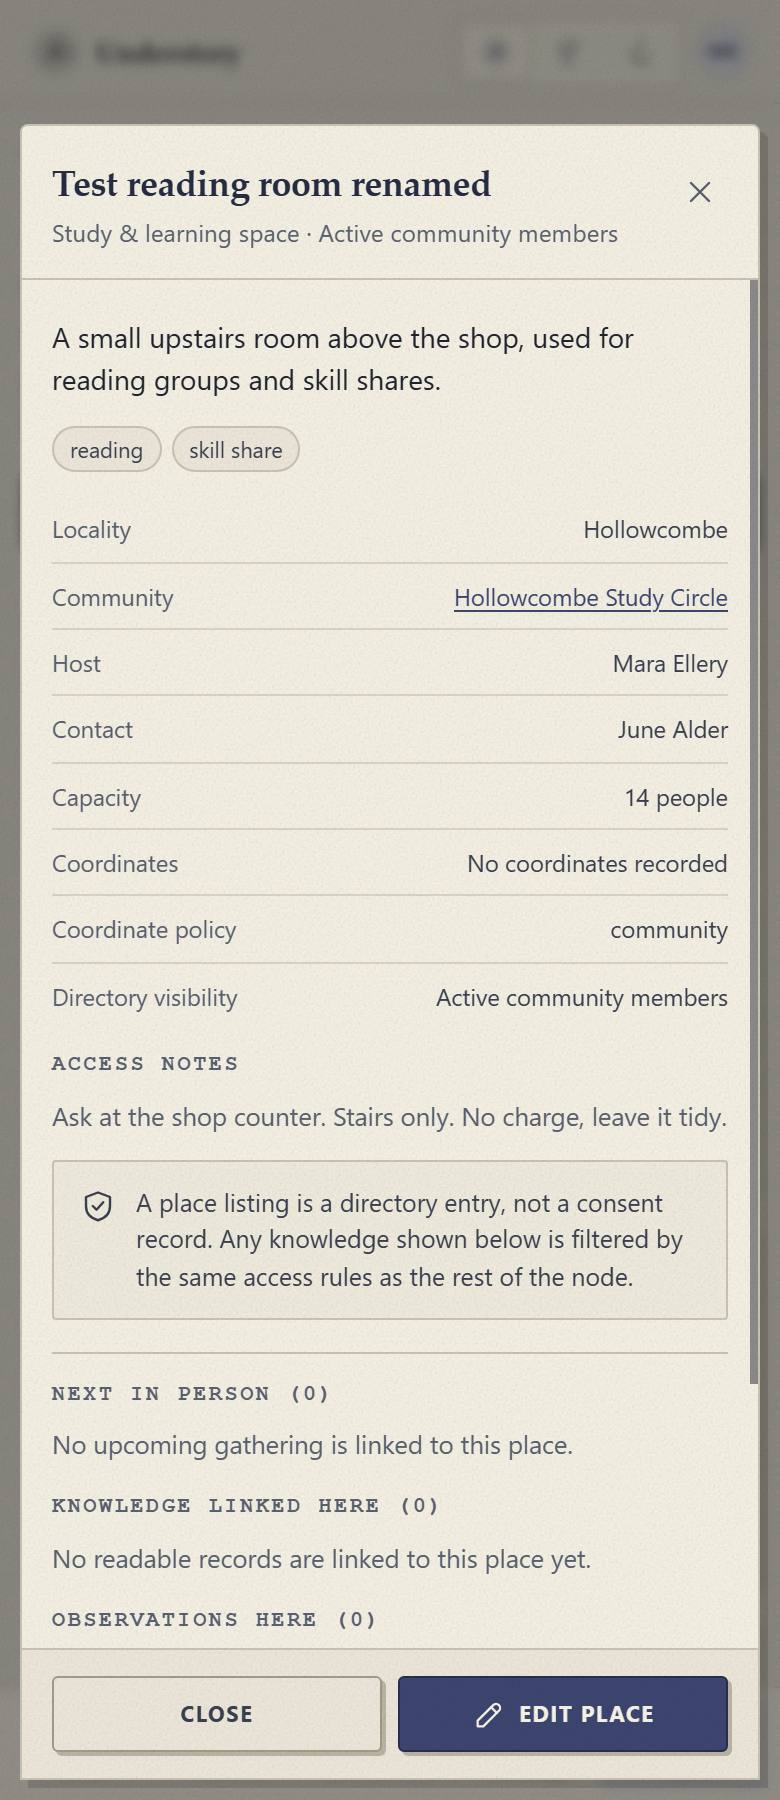 Understory
Test reading room renamed
Study & learning space · Active community members
A small upstairs room above the shop, used for
reading groups and skill shares.
reading
skill share
Locality
Hollowcombe
Community
Hollowcombe Study Circle
Host
Mara Ellery
Contact
June Alder
Capacity
14 people
Coordinates
No coordinates recorded
Coordinate policy
community
Directory visibility
Active community members
ACCESS NOTES
Ask at the shop counter. Stairs only. No charge, leave it tidy.
A place listing is a directory entry, not a consent
record. Any knowledge shown below is filtered by
the same access rules as the rest of the node.
NEXT IN PERSON (0)
No upcoming gathering is linked to this place.
KNOWLEDGE LINKED HERE (0)
No readable records are linked to this place yet.
OBSERVATIONS HERE (0)
CLOSE
EDIT PLACE